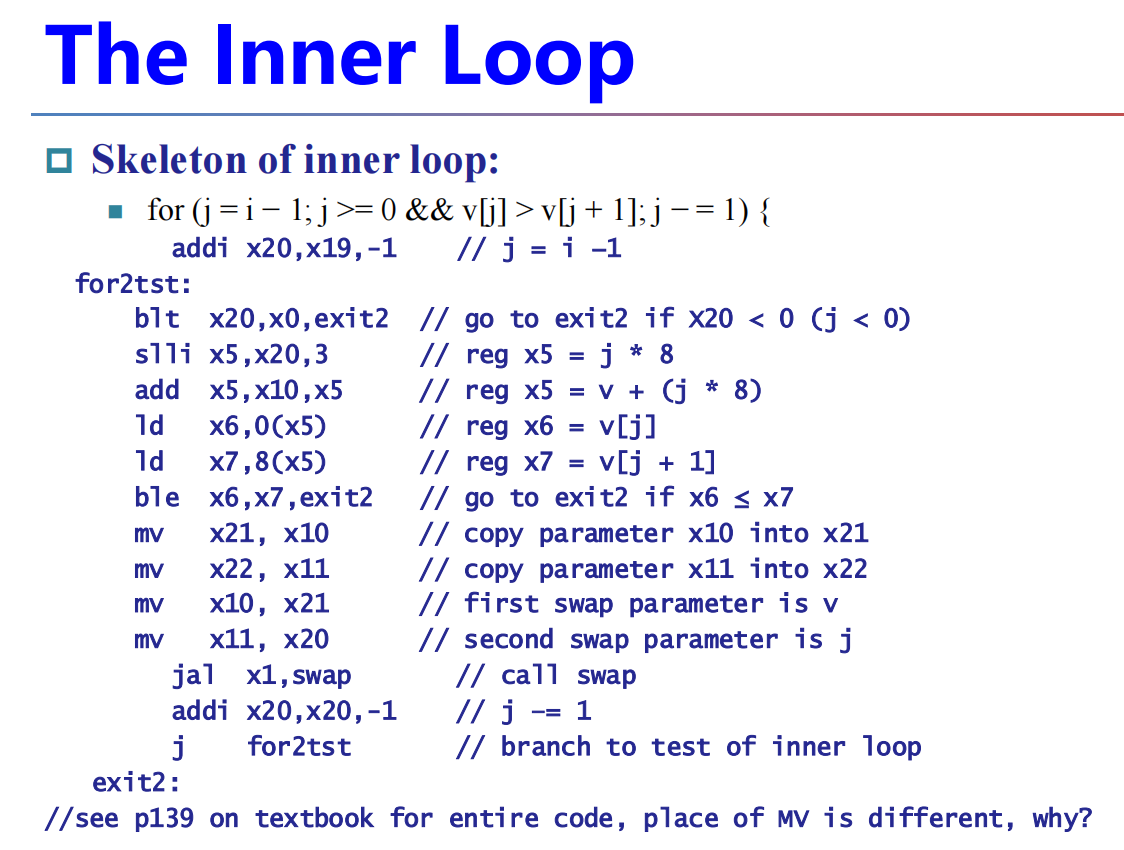 The Inner Loop
Skeleton of inner loop:
for (j = i − 1; j >= 0 && v[j] > v[j + 1]; j − = 1) {
addi x20,x19,-1 // j = i –1
for2tst:
blt x20,x0,exit2 // go to exit2 if X20 < 0 (j < 0)
slli x5,x20,3 // reg x5 = j * 8
add x5,x10,x5 // reg x5 = v + (j * 8)
ld x6,0(x5) // reg x6 = v[j]
ld x7,8(x5) // reg x7 = v[j + 1]
ble x6,x7,exit2 // go to exit2 if x6 ≤ x7
mv x21, x10 // copy parameter x10 into x21
mv x22, x11 // copy parameter x11 into x22
mv x10, x21 // first swap parameter is v
mv x11, x20 // second swap parameter is j
jal x1,swap // call swap
addi x20,x20,-1 // j –= 1
j for2tst // branch to test of inner loop
exit2:
//see p139 on textbook for entire code, place of MV is different, why?